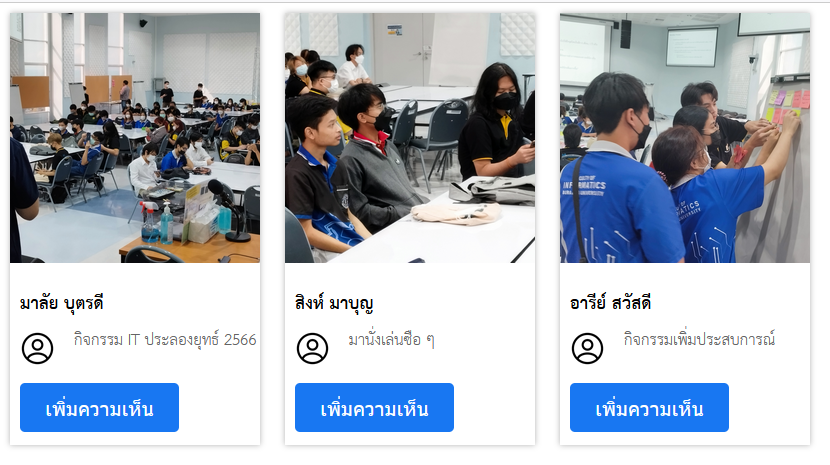 FACULTY OF
INFORMATICS
มาลัย บุตรดี
กิจกรรม IT ประลองยุทธ์ 2566
เพิ่มความเห็น
สิงห์ มาบุญ
มานั่งเล่นซือ ๆ
เพิ่มความเห็น
อารีย์ สวัสดี
กิจกรรมเพิ่มประสบการณ์
เพิ่มความเห็น